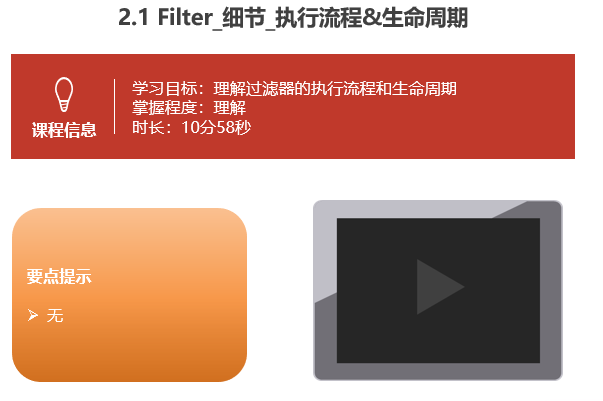 2.1 Filter_细节_执行流程&生命周期
学习目标：理解过滤器的执行流程和生命周期
掌握程度：理解
课程信息
时长：10分58秒
要点提示
➢ 无